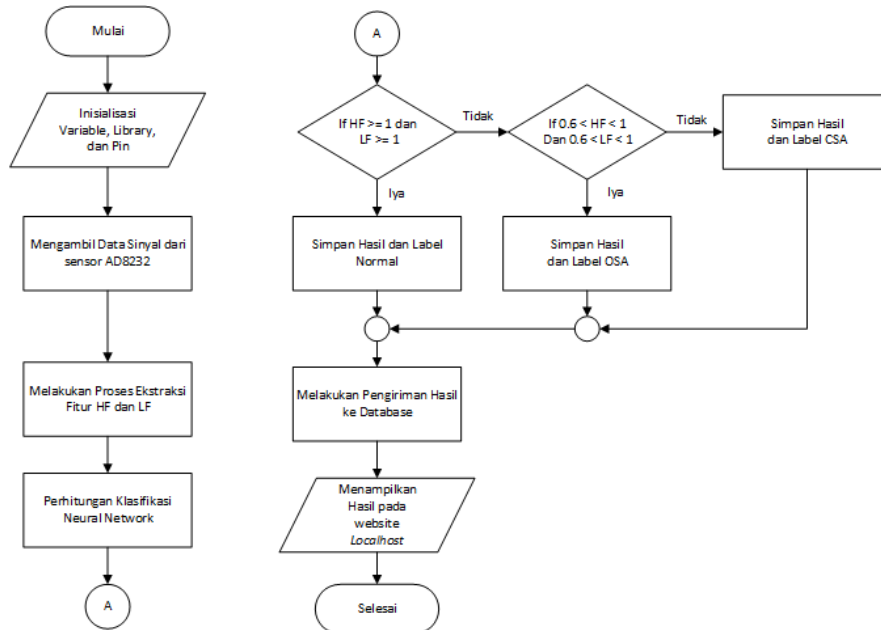 Mulai
Inisialisasi
Variable, Library,
dan Pin
Mengambil Data Sinyal dari
sensor AD8232
Melakukan Proses Ekstraksi
Fitur HF dan LF
Perhitungan Klasifikasi
Neural Network
A
A
If HF >= 1 dan
LF >= 1
Tidak
Iya
If 0.6 < HF < 1
Dan 0.6 < LF < 1
Tidak
Iya
Simpan Hasil
dan Label CSA
Simpan Hasil dan Label
Normal
Simpan Hasil
dan Label OSA
Melakukan Pengiriman Hasil
ke Database
Menampilkan
Hasil pada
website
Localhost
Selesai